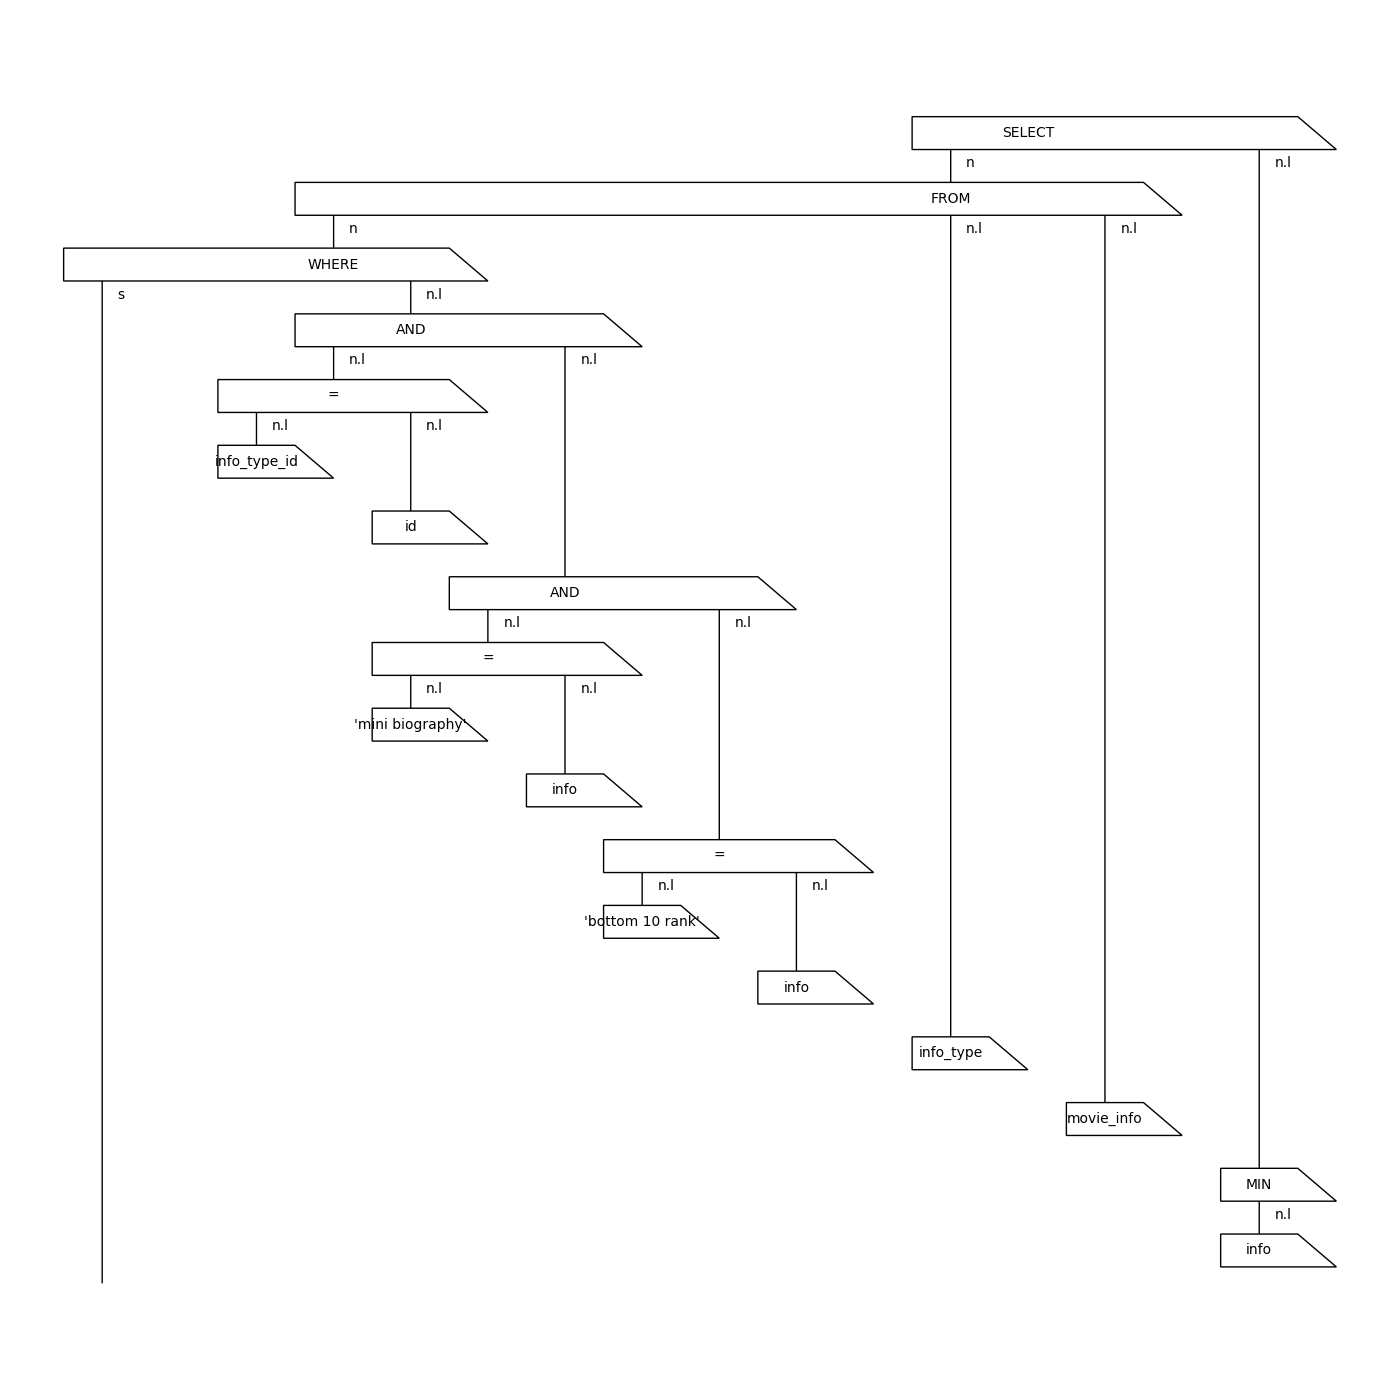 SELECT
n n.l
FROM
n n.l n.l
WHERE
s n.l
AND
n.l n.l
=
n.l n.l
info_type_id
id
AND
n.l n.l
=
n.l n.l
'mini biography'
info
=
n.l n.l
'bottom 10 rank'
info
info_type
movie_info
MIN
n.l
info